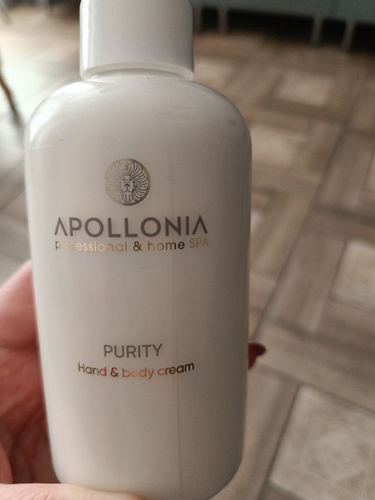 APOLLONIA
Professional & home SPA
PURITY
Hand & body cream